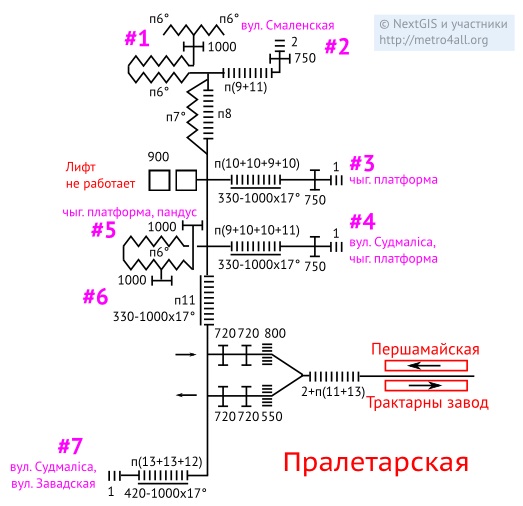 © NextGIS и участники
http://metro4all.org
п6° п6°
#1
1000
вул. Смаленская
2
#2
750
п6°
п(9+11)
п7°
п8
Лифт
не работает
900
п(10+10+9+10)
1
#3
чыг. платформа
330-1000x17°
750
чыг. платформа, пандус
#5
1000
п6°
1000
п(9+10+10+11)
1
#4
вул. Судмаліса,
чыг. платформа
330-1000x17°
750
#6
п11
330-1000x17°
720 720 800
720 720 550
2+п(11+13)
Першамайская
Трактарны завод
#7
вул. Судмаліса,
вул. Завадская
п(13+13+12)
1
420-1000x17°
Пралетарская